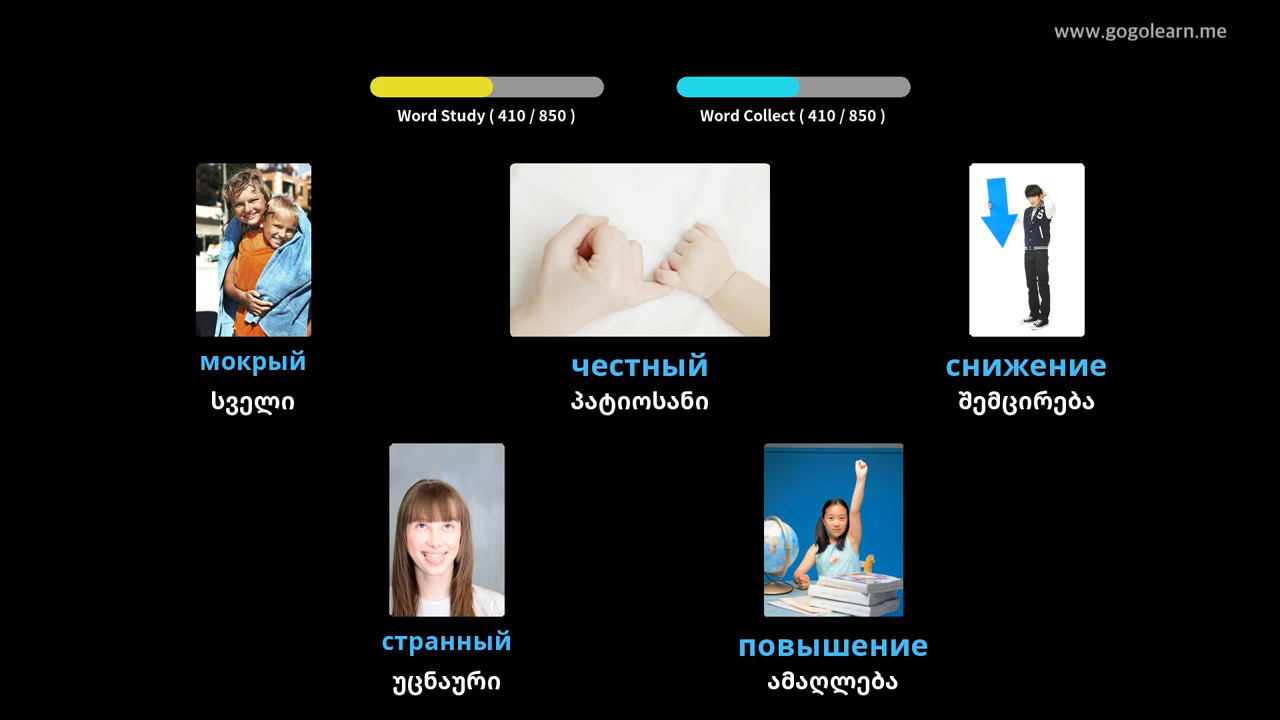 www.gogolearn.me
Word Study ( 410 / 850 )
Word Collect ( 410 / 850 )
мокрый
სველი
честный
პატიოსანი
снижение
შემცირება
странный
უცნაური
повышение
ამაღლება